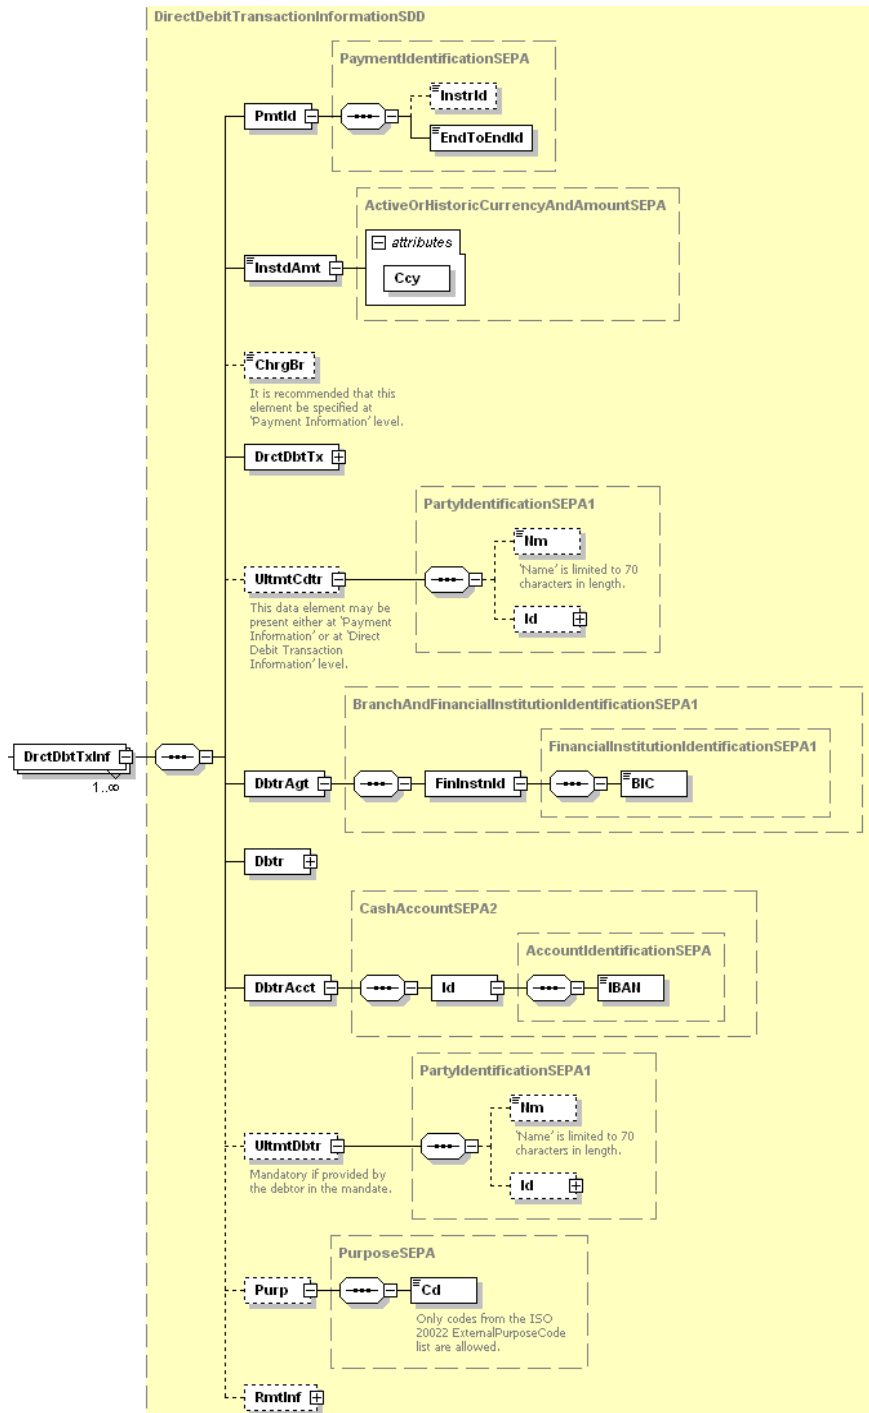 DirectDebitTransactionInformationSDD
PaymentIdentificationSEPA
PmtId
InstrId
EndToEndId
ActiveOrHistoricCurrencyAndAmountSEPA
attributes
InstdAmt
Ccy
ChrgBr
It is recommended that this
element be specified at
'Payment Information' level.
DrctDbtTx
PartyIdentificationSEPA1
Nm
'Name' is limited to 70
characters in length.
UltmtCdtr
This data element may be
present either at 'Payment
Information' or at 'Direct
Debit Transaction
Information' level.
Id
BranchAndFinancialInstitutionIdentificationSEPA1
FinancialInstitutionIdentificationSEPA1
DrctDbtTxInf
1..∞
DbtrAgt
FinInstnId
BIC
Dbtr
CashAccountSEPA2
AccountIdentificationSEPA
DbtrAcct
Id
IBAN
PartyIdentificationSEPA1
Nm
'Name' is limited to 70
characters in length.
UltmtDbtr
Mandatory if provided by
the debtor in the mandate.
Id
PurposeSEPA
Purp
Cd
Only codes from the ISO
20022 ExternalPurposeCode
list are allowed.
RmtInf